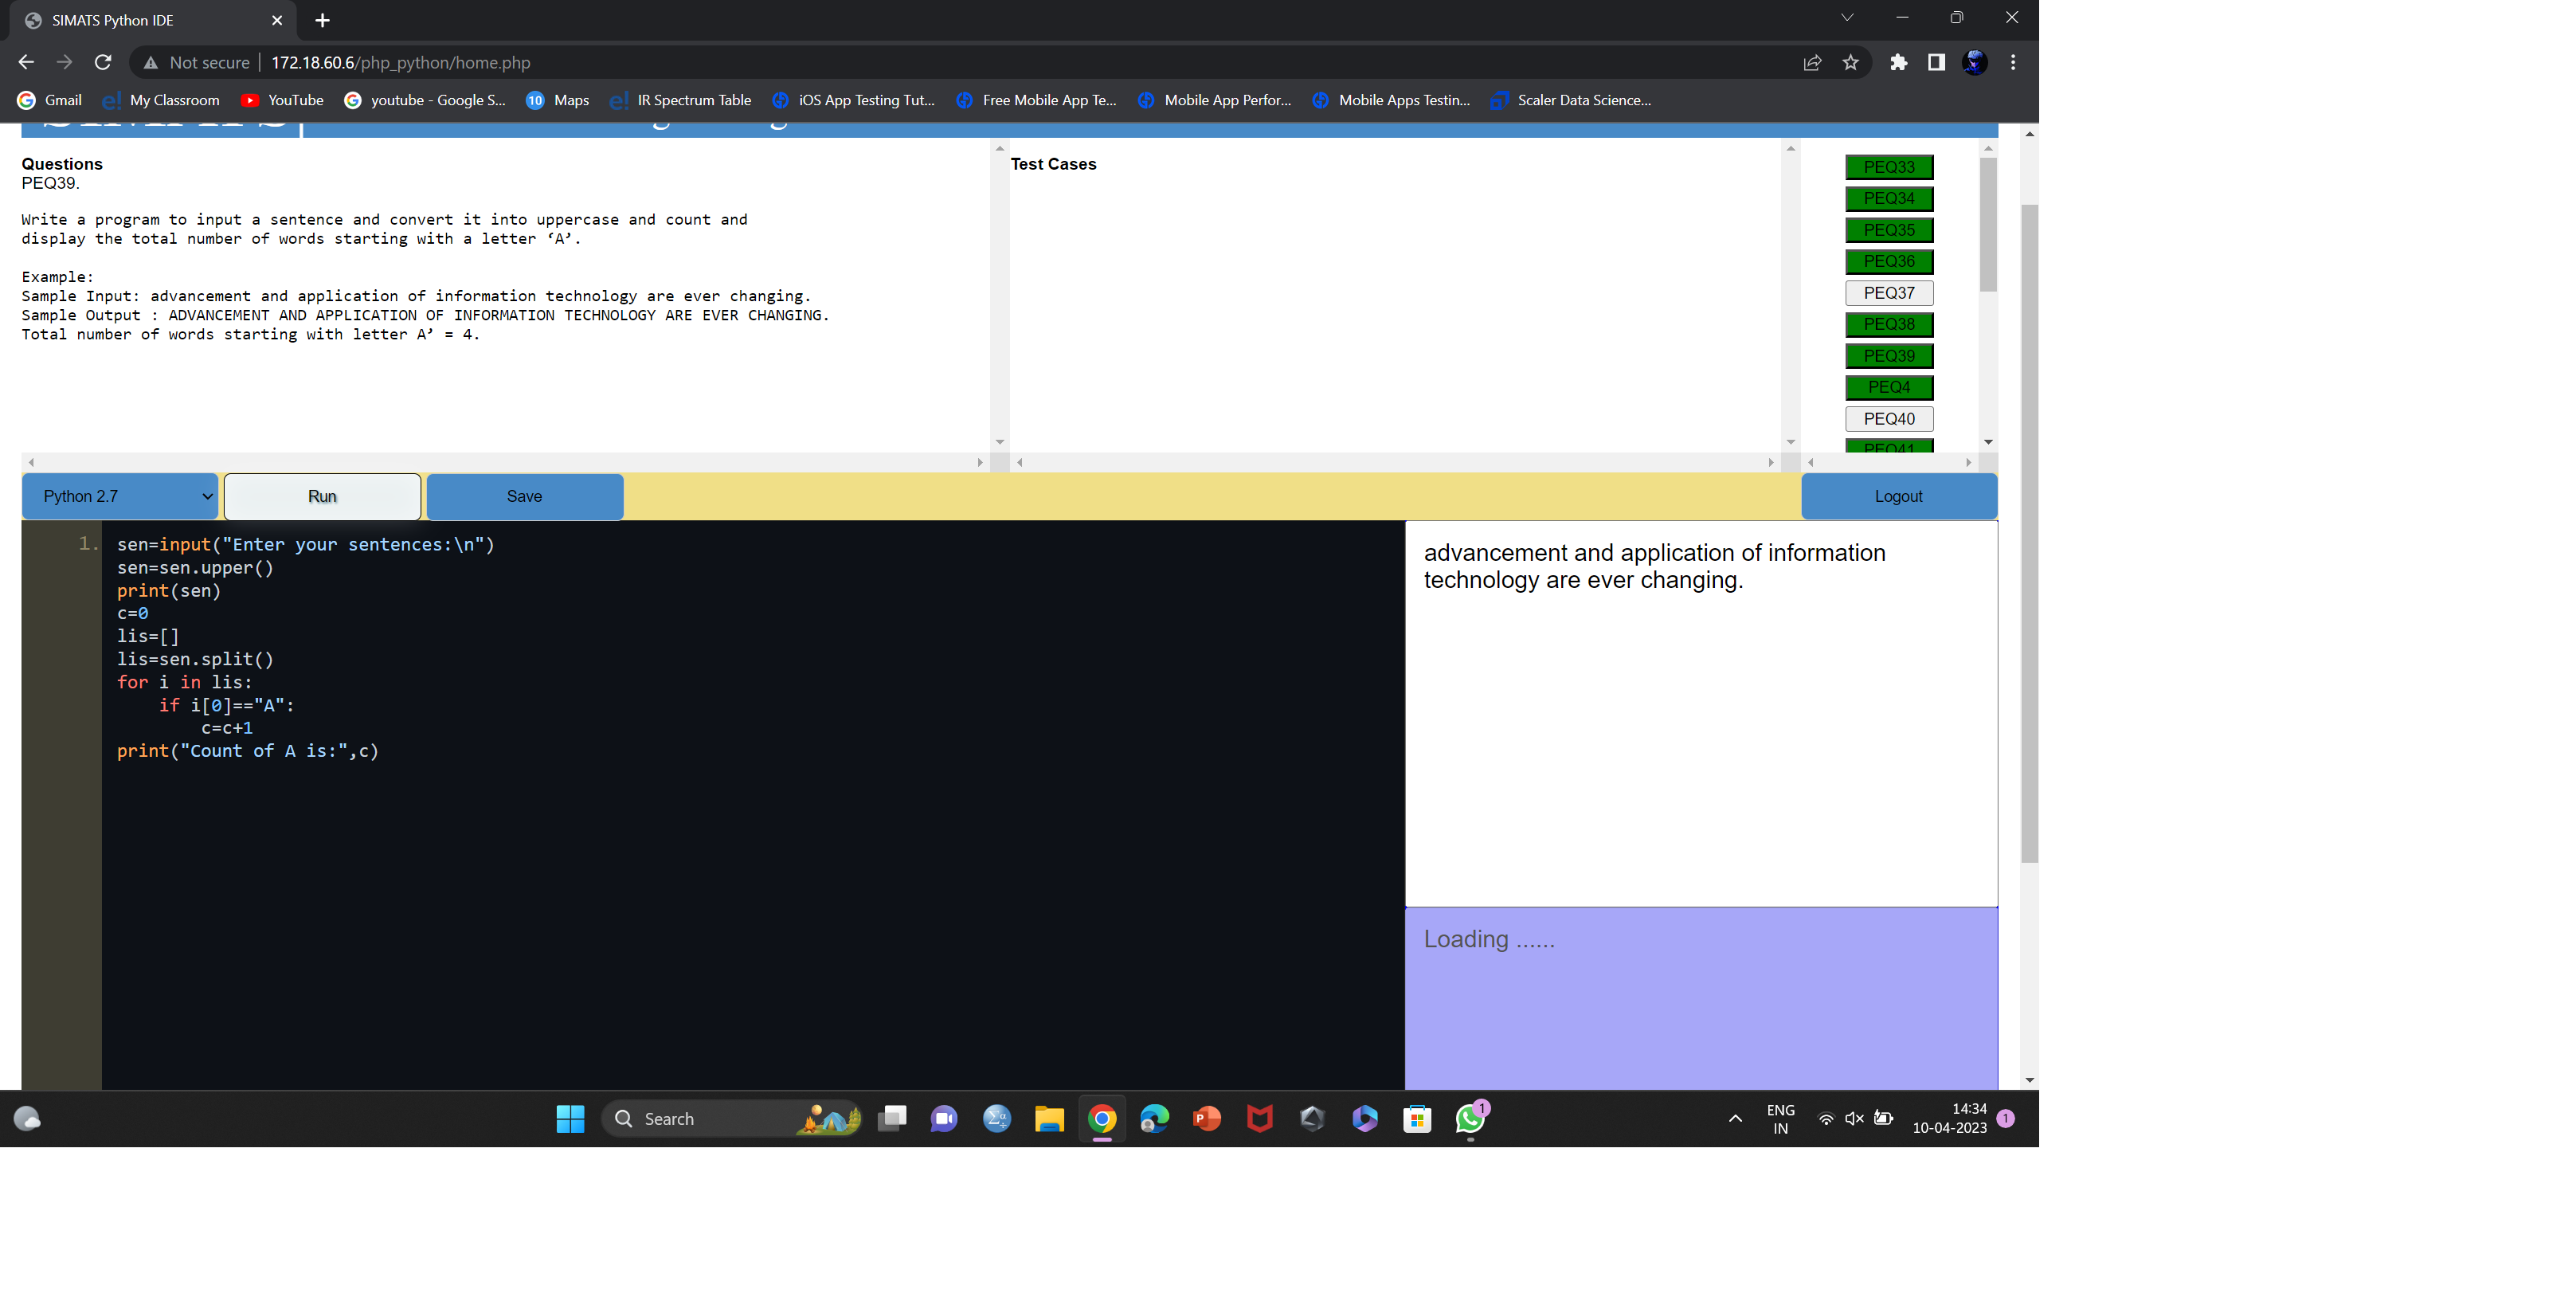 SIMATS Python IDE
Not secure 172.18.60.6/php_python/home.php
Gmail My Classroom YouTube youtube - Google S... 10 Maps IR Spectrum Table iOS App Testing Tut... Free Mobile App Te... Mobile App Perfor... Mobile Apps Testin... Scaler Data Science...
Questions
PEQ39.
Write a program to input a sentence and convert it into uppercase and count and
display the total number of words starting with a letter ‘A’.
Example:
Sample Input: advancement and application of information technology are ever changing.
Sample Output : ADVANCEMENT AND APPLICATION OF INFORMATION TECHNOLOGY ARE EVER CHANGING.
Total number of words starting with letter A’ = 4.
Test Cases
PEQ33
PEQ34
PEQ35
PEQ36
PEQ37
PEQ38
PEQ39
PEQ4
PEQ40
PEQ41
Python 2.7 Run Save Logout
1. sen=input("Enter your sentences:\n")
sen=sen.upper()
print(sen)
c=0
lis=[]
lis=sen.split()
for i in lis:
    if i[0]=="A":
        c=c+1
print("Count of A is:",c)
advancement and application of information
technology are ever changing.
Loading ......
Search
1
ENG
IN
14:34
10-04-2023
1